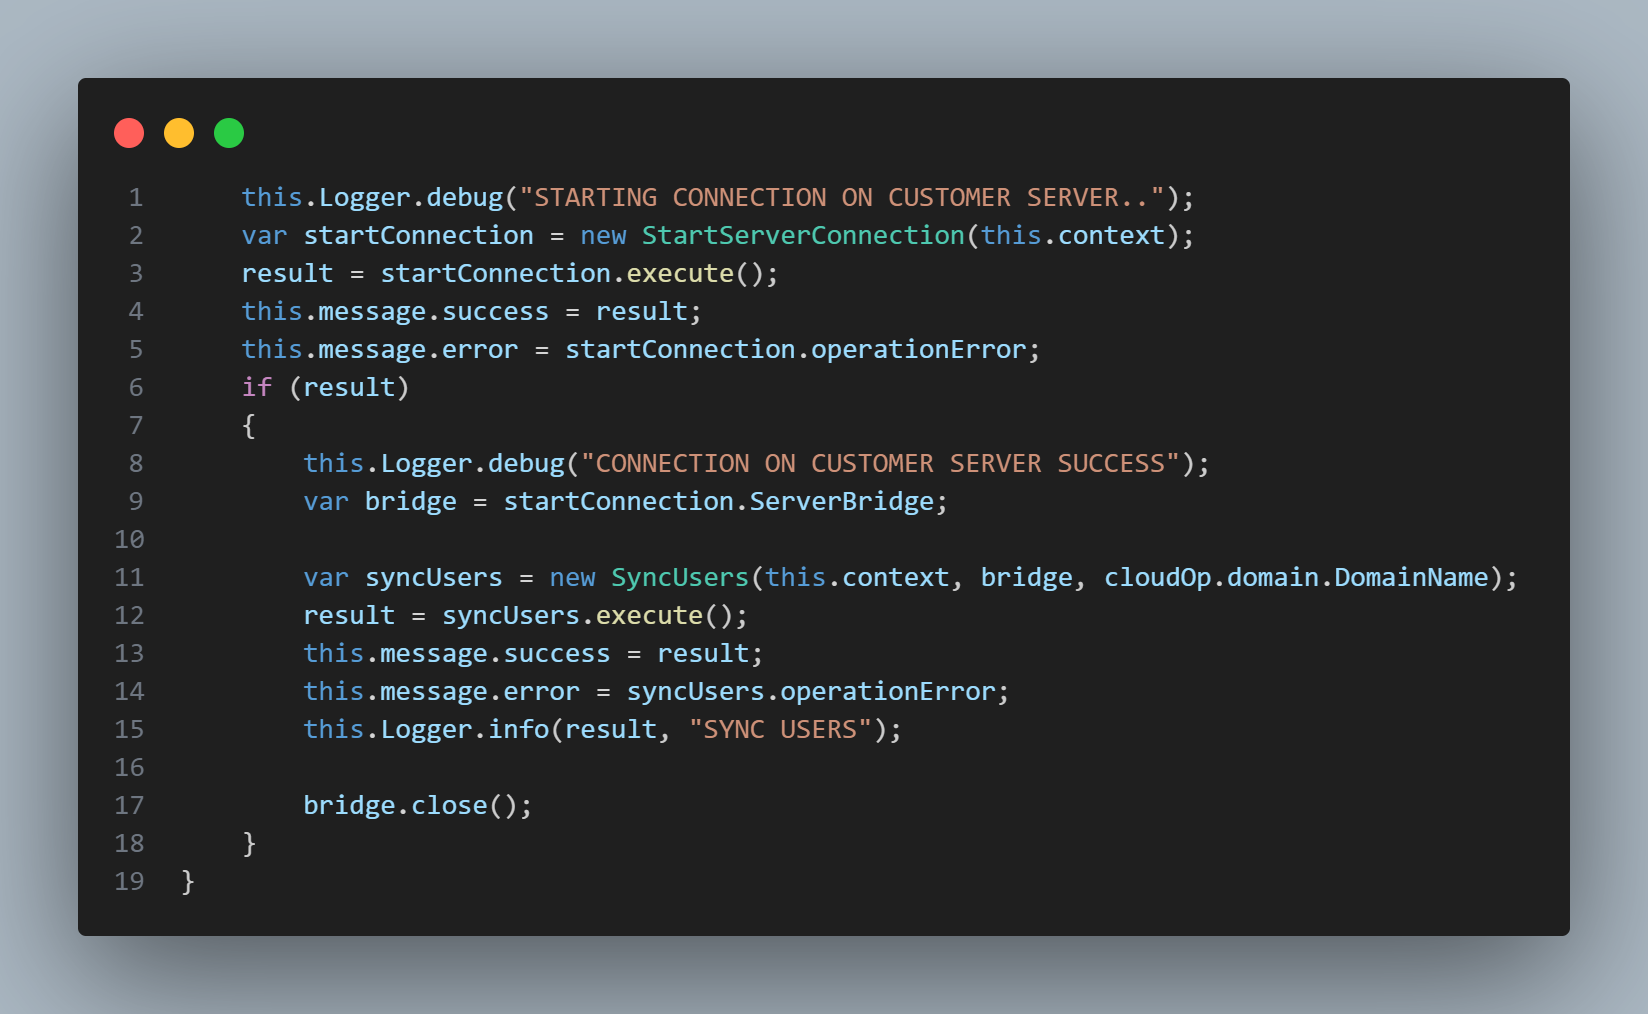 1 this.Logger.debug("STARTING CONNECTION ON CUSTOMER SERVER..");
2 var startConnection = new StartServerConnection(this.context);
3 result = startConnection.execute();
4 this.message.success = result;
5 this.message.error = startConnection.operationError;
6 if (result)
7 {
8 this.Logger.debug("CONNECTION ON CUSTOMER SERVER SUCCESS");
9 var bridge = startConnection.ServerBridge;
10
11 var syncUsers = new SyncUsers(this.context, bridge, cloudOp.domain.DomainName);
12 result = syncUsers.execute();
13 this.message.success = result;
14 this.message.error = syncUsers.operationError;
15 this.Logger.info(result, "SYNC USERS");
16
17 bridge.close();
18 }
19 }